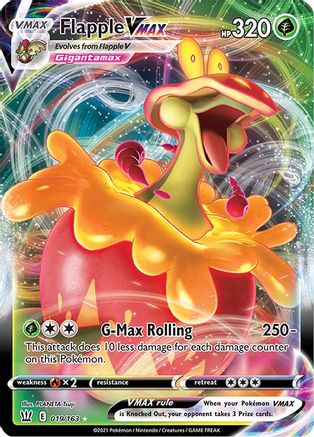 VMAX Flapple VMAX HP 320
Evolves from Flapple V
Gigantamax
G-Max Rolling 250-
This attack does 10 less damage for each damage counter
on this Pokémon.
weakness ×2 resistance retreat
VMAX rule When your Pokémon VMAX
is Knocked Out, your opponent takes 3 Prize cards.
Illus. PLANETA Tsuji
E 019/163
©2021 Pokémon / Nintendo / Creatures / GAME FREAK